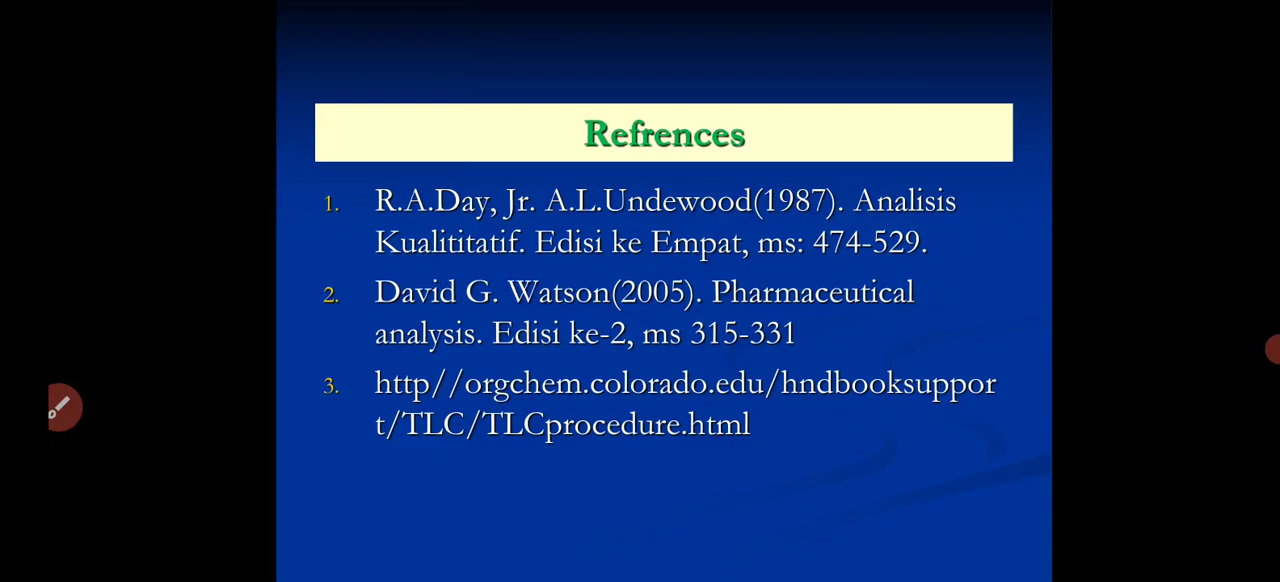 Refrences
1. R.A.Day, Jr. A.L.Undewood(1987). Analisis
Kualititatif. Edisi ke Empat, ms: 474-529.
2. David G. Watson(2005). Pharmaceutical
analysis. Edisi ke-2, ms 315-331
3. http//orgchem.colorado.edu/hndbooksuppor
t/TLC/TLCprocedure.html